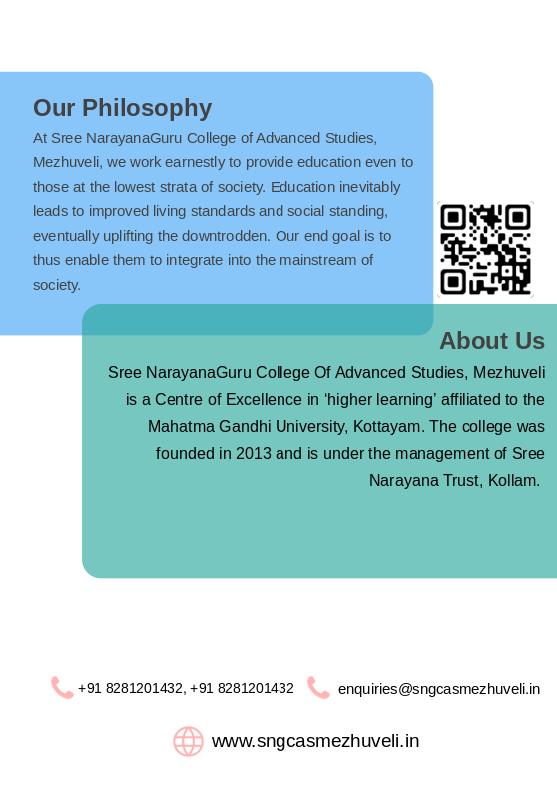 Our Philosophy
At Sree NarayanaGuru College of Advanced Studies,
Mezhuveli, we work earnestly to provide education even to
those at the lowest strata of society. Education inevitably
leads to improved living standards and social standing,
eventually uplifting the downtrodden. Our end goal is to
thus enable them to integrate into the mainstream of
society.
About Us
Sree NarayanaGuru College Of Advanced Studies, Mezhuveli
is a Centre of Excellence in ‘higher learning’ affiliated to the
Mahatma Gandhi University, Kottayam. The college was
founded in 2013 and is under the management of Sree
Narayana Trust, Kollam.
+91 8281201432, +91 8281201432
enquiries@sngcasmezhuveli.in
www.sngcasmezhuveli.in